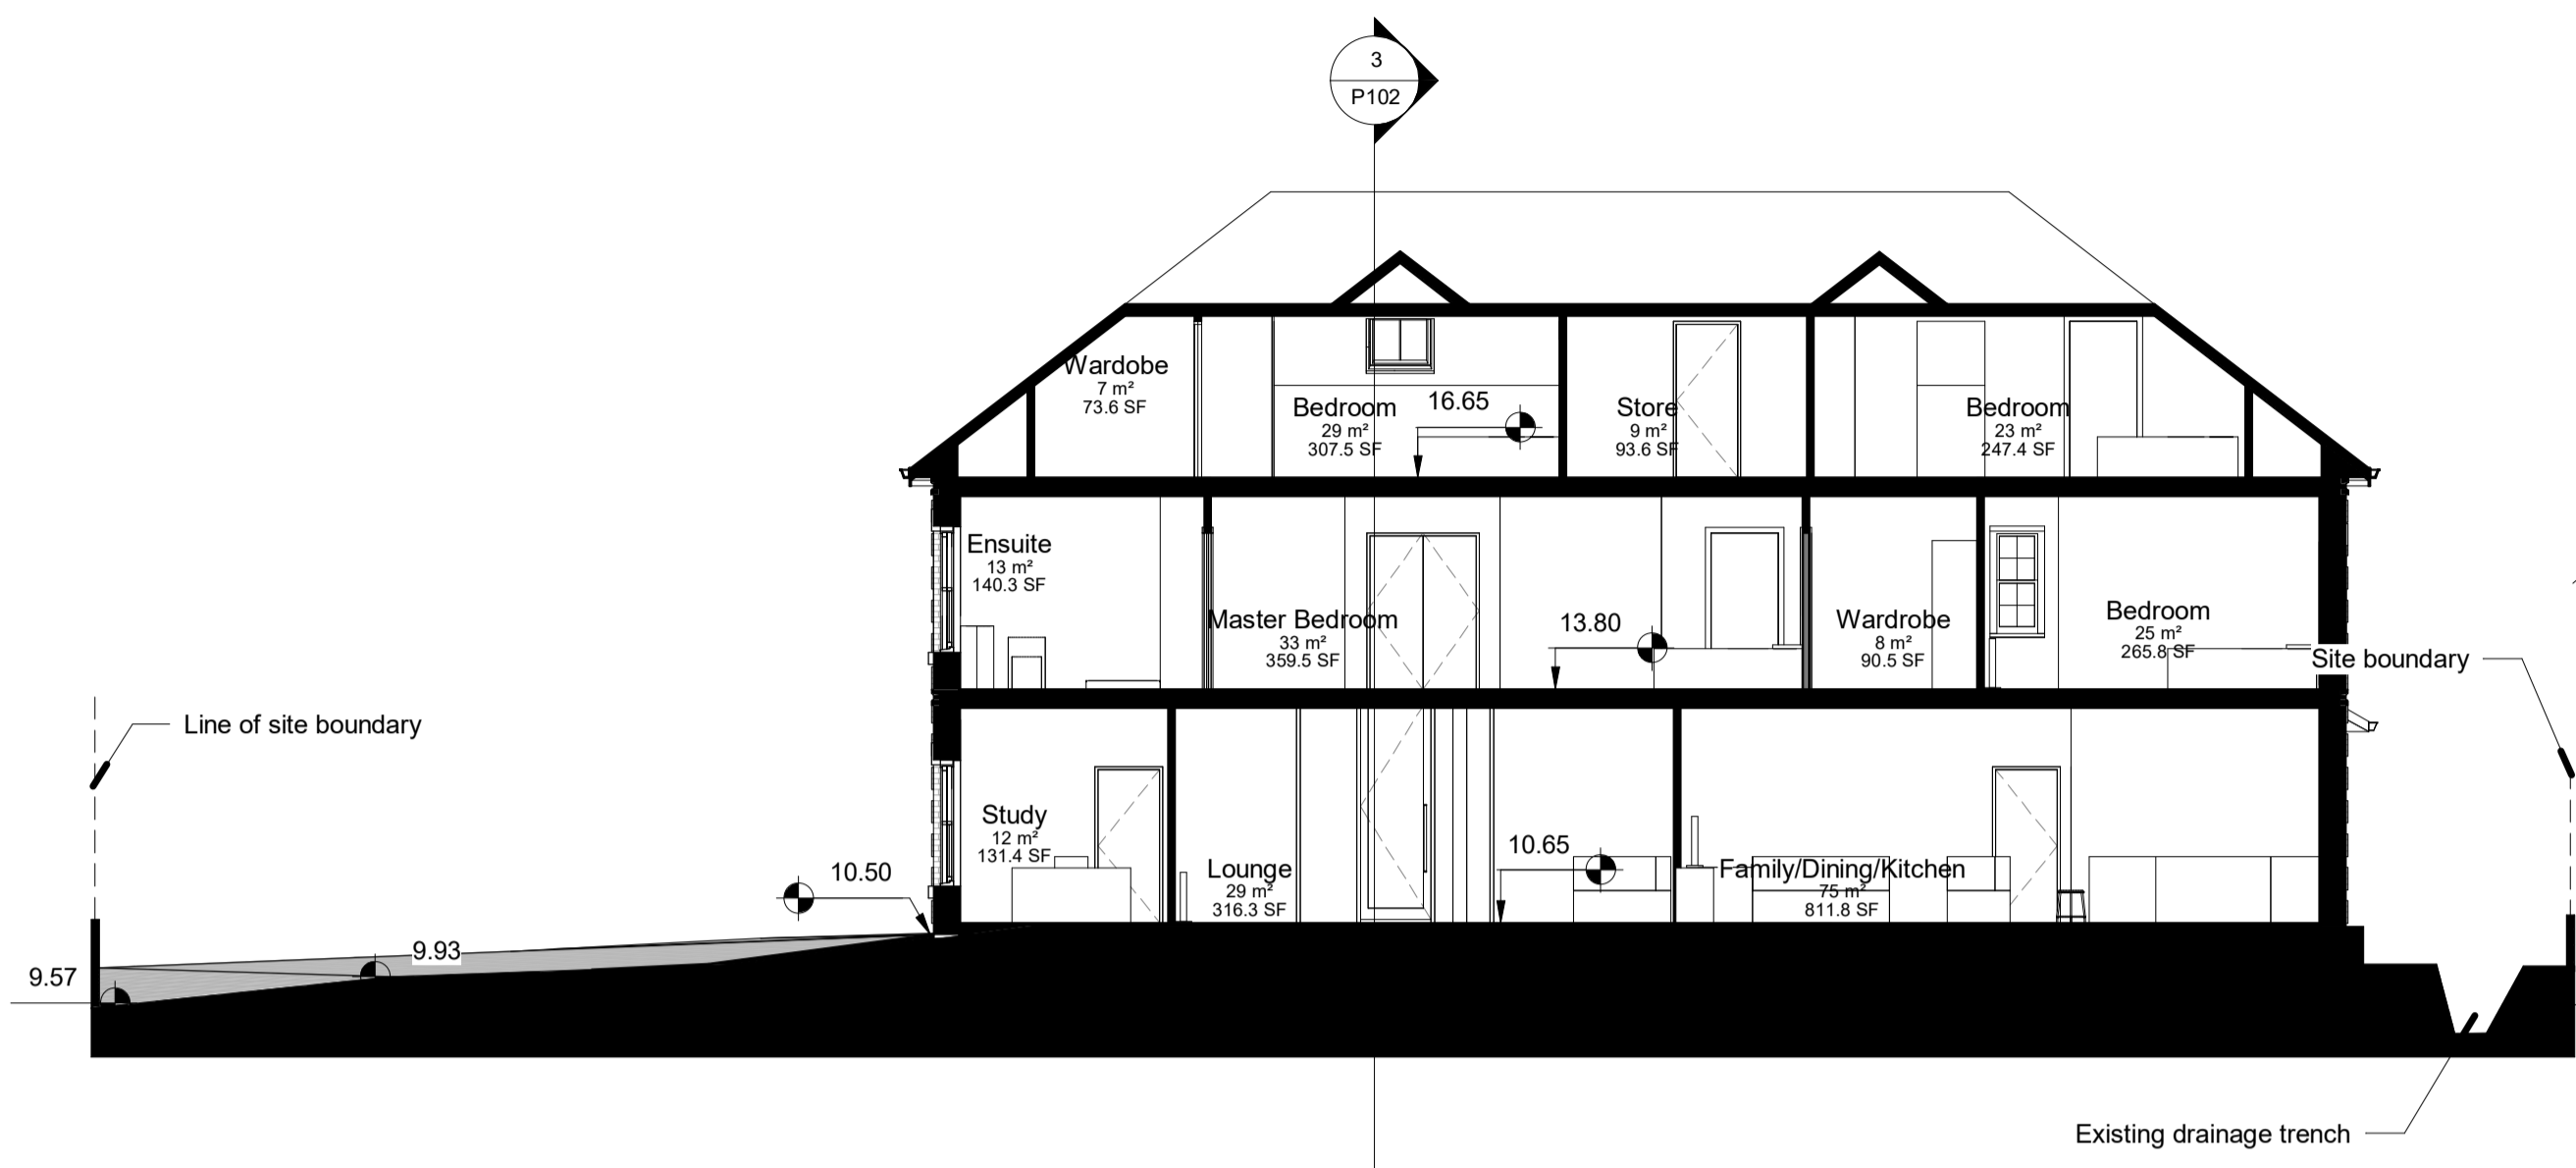 3
P102
Wardobe
7 m²
73.6 SF
Bedroom
29 m²
307.5 SF
16.65
Store
9 m²
93.6 SF
Bedroom
23 m²
247.4 SF
Ensuite
13 m²
140.3 SF
Master Bedroom
33 m²
359.5 SF
13.80
Wardrobe
8 m²
90.5 SF
Bedroom
25 m²
265.8 SF
Site boundary
Line of site boundary
Study
12 m²
131.4 SF
10.50
Lounge
29 m²
316.3 SF
10.65
Family/Dining/Kitchen
75 m²
811.8 SF
9.93
9.57
Existing drainage trench